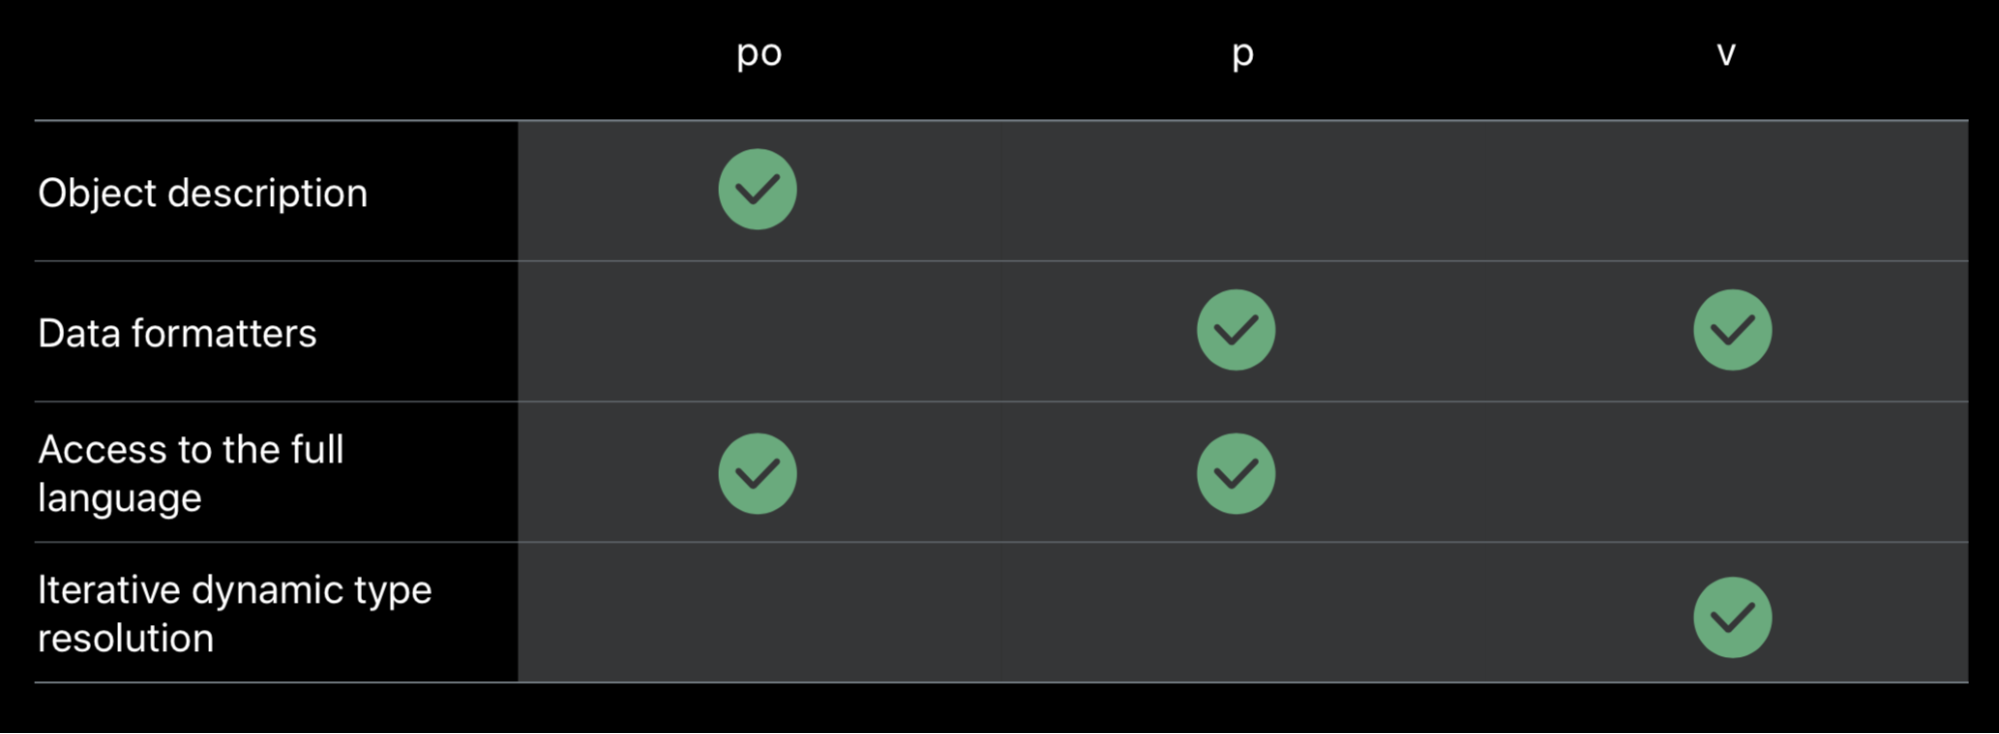 po p v
Object description
Data formatters
Access to the full
language
Iterative dynamic type
resolution